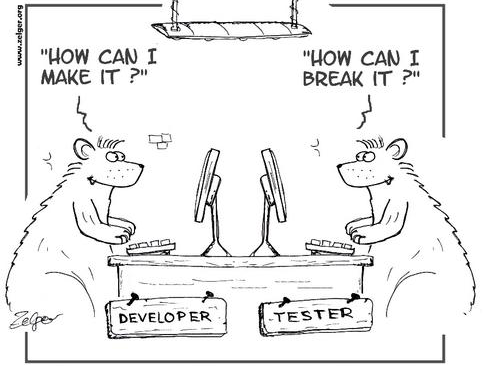 www.zelger.org
"HOW CAN I
MAKE IT ?"
"HOW CAN I
BREAK IT ?"
Zelger
DEVELOPER
TESTER